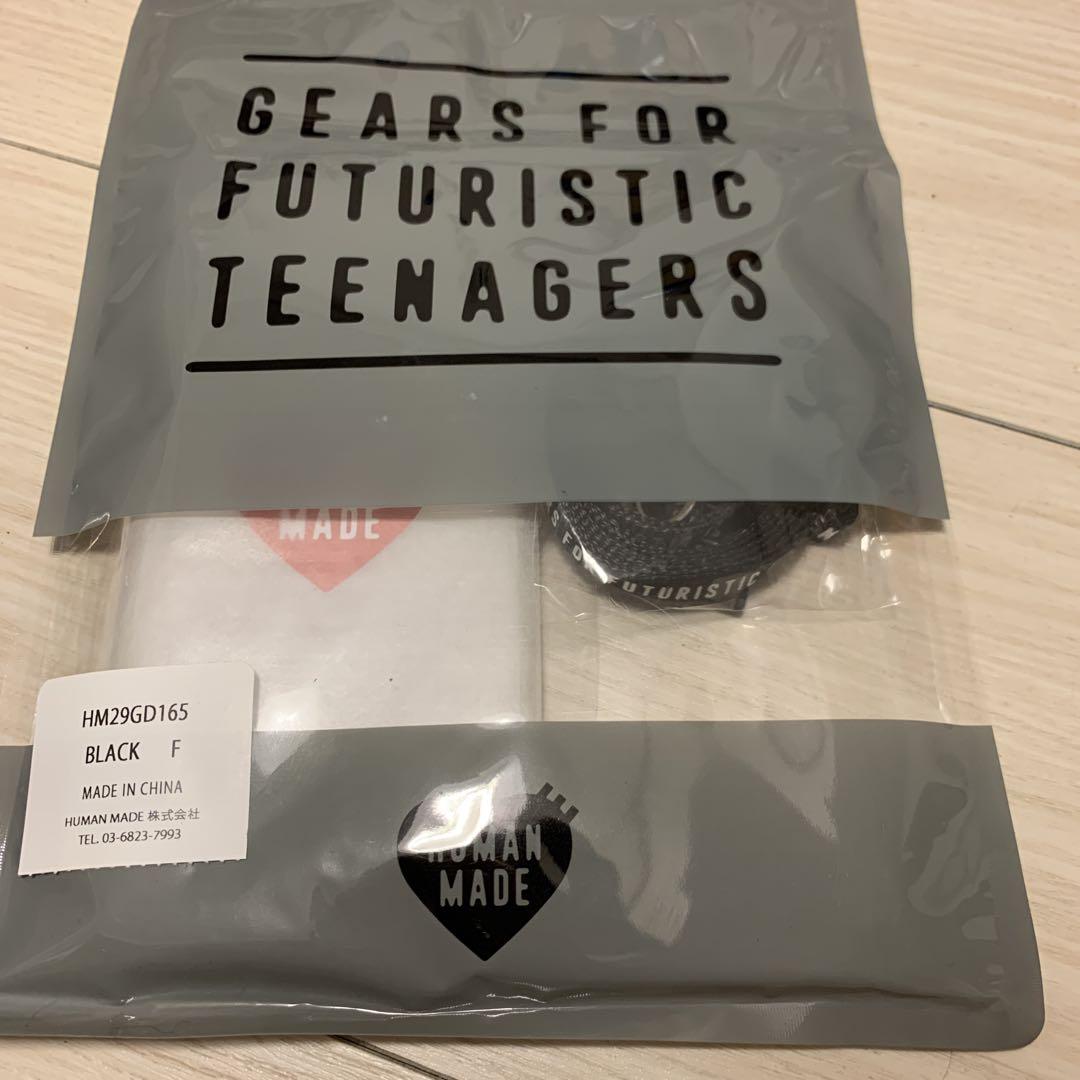 GEARS FOR
FUTURISTIC
TEENAGERS
MADE
S FOR FUTURISTIC
N
HM29GD165
BLACK F
MADE IN CHINA
HUMAN MADE 株式会社
TEL. 03-6823-7993
HUMAN
MADE